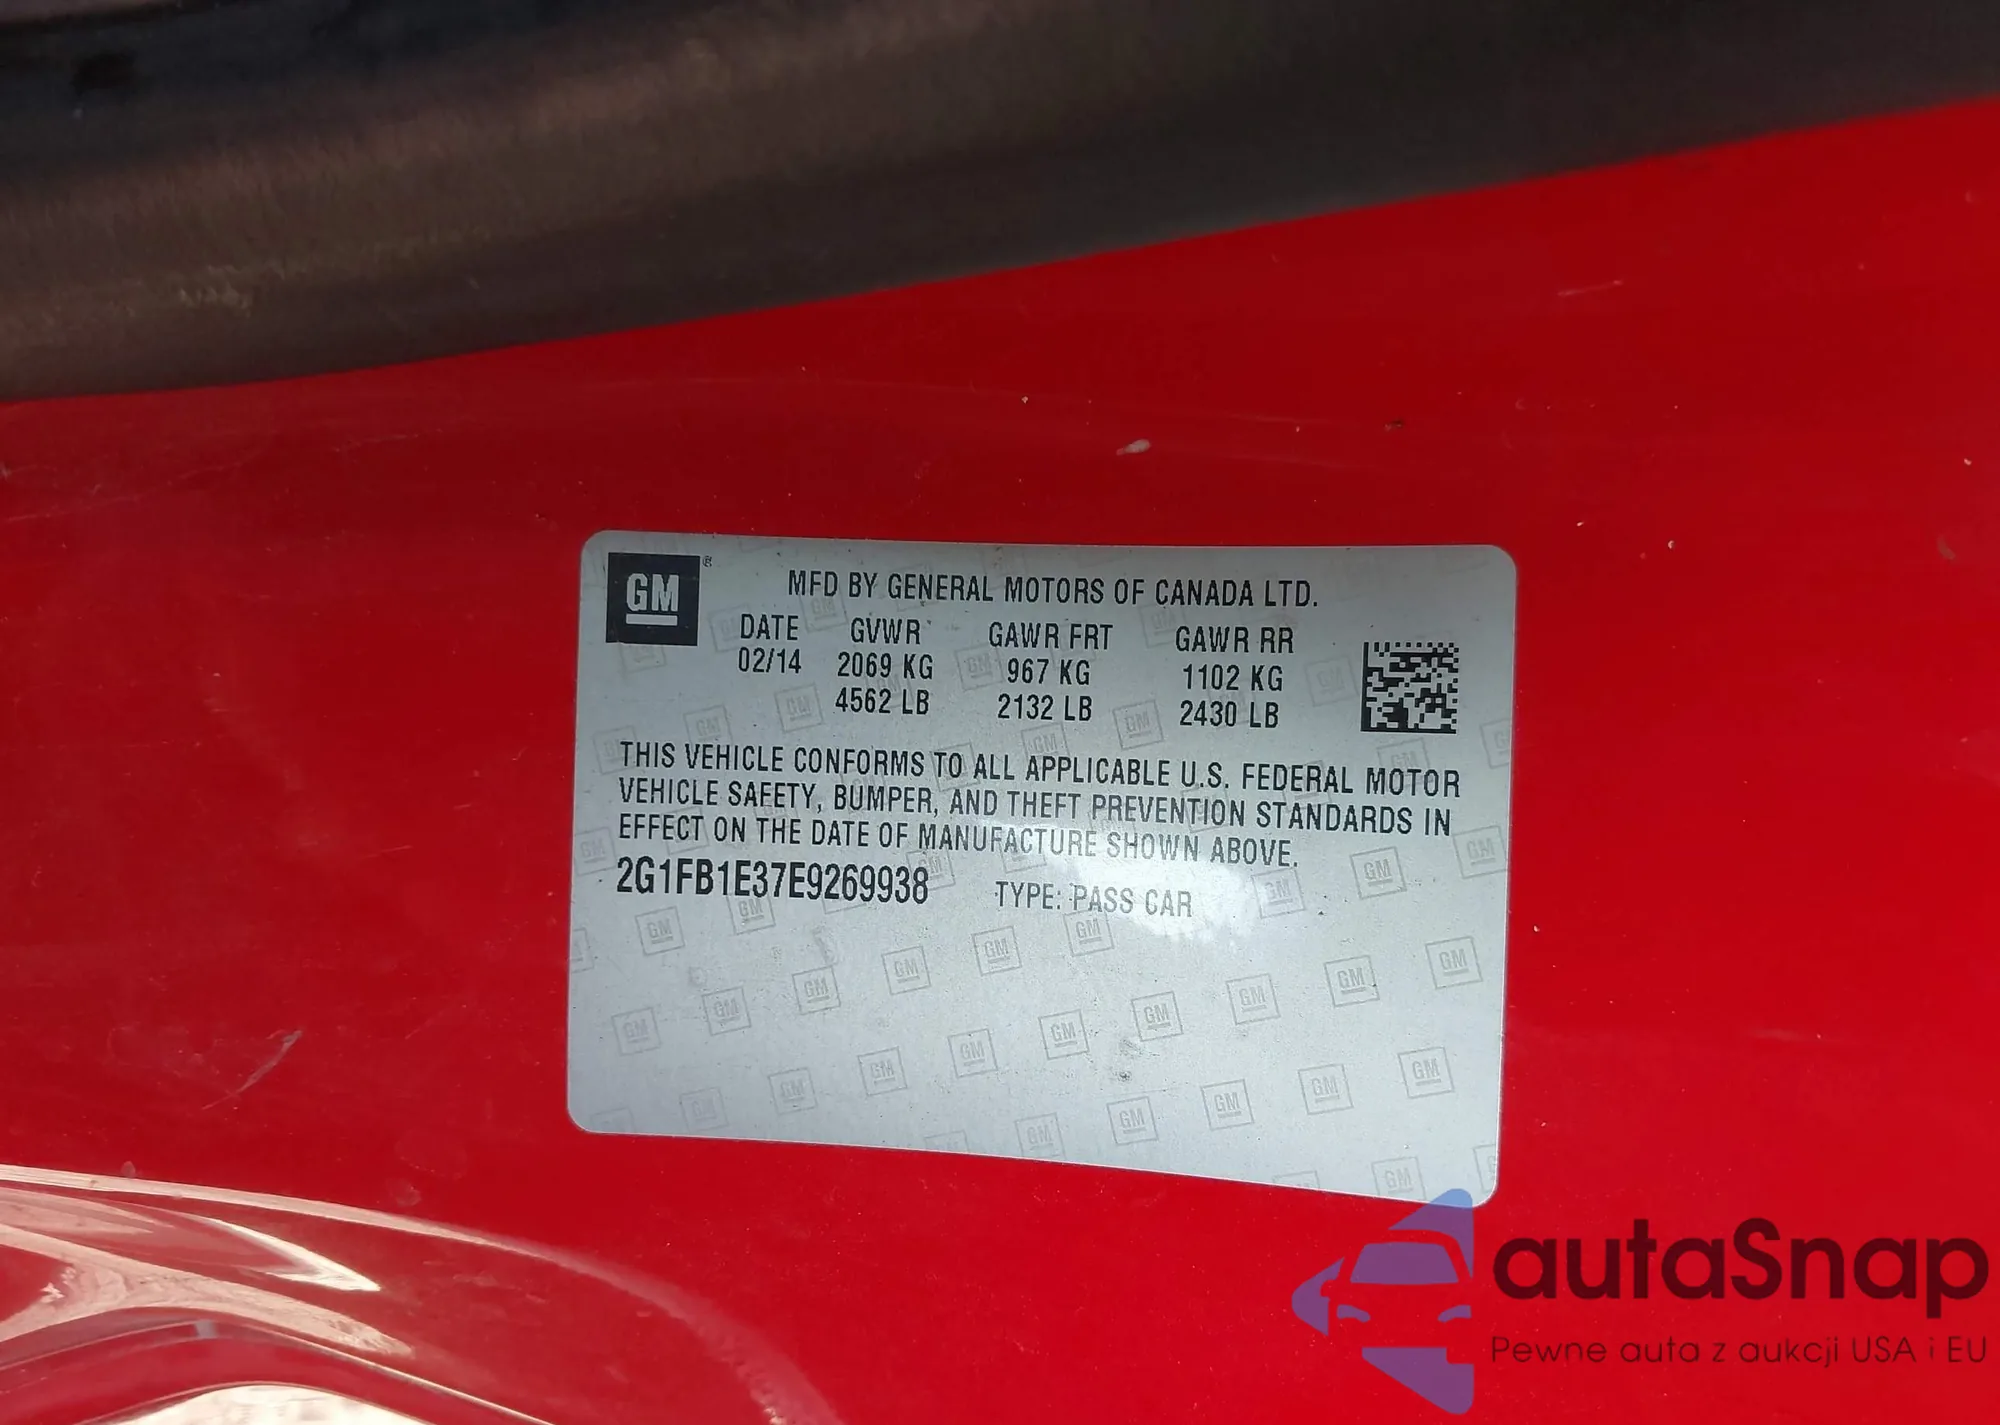 GM
MFD BY GENERAL MOTORS OF CANADA LTD.
DATE GVWR GAWR FRT GAWR RR
02/14 2069 KG 967 KG 1102 KG
4562 LB 2132 LB 2430 LB
THIS VEHICLE CONFORMS TO ALL APPLICABLE U.S. FEDERAL MOTOR
VEHICLE SAFETY, BUMPER, AND THEFT PREVENTION STANDARDS IN
EFFECT ON THE DATE OF MANUFACTURE SHOWN ABOVE.
2G1FB1E37E9269938 TYPE: PASS CAR
autaSnap
Pewne auta z aukcji USA i EU